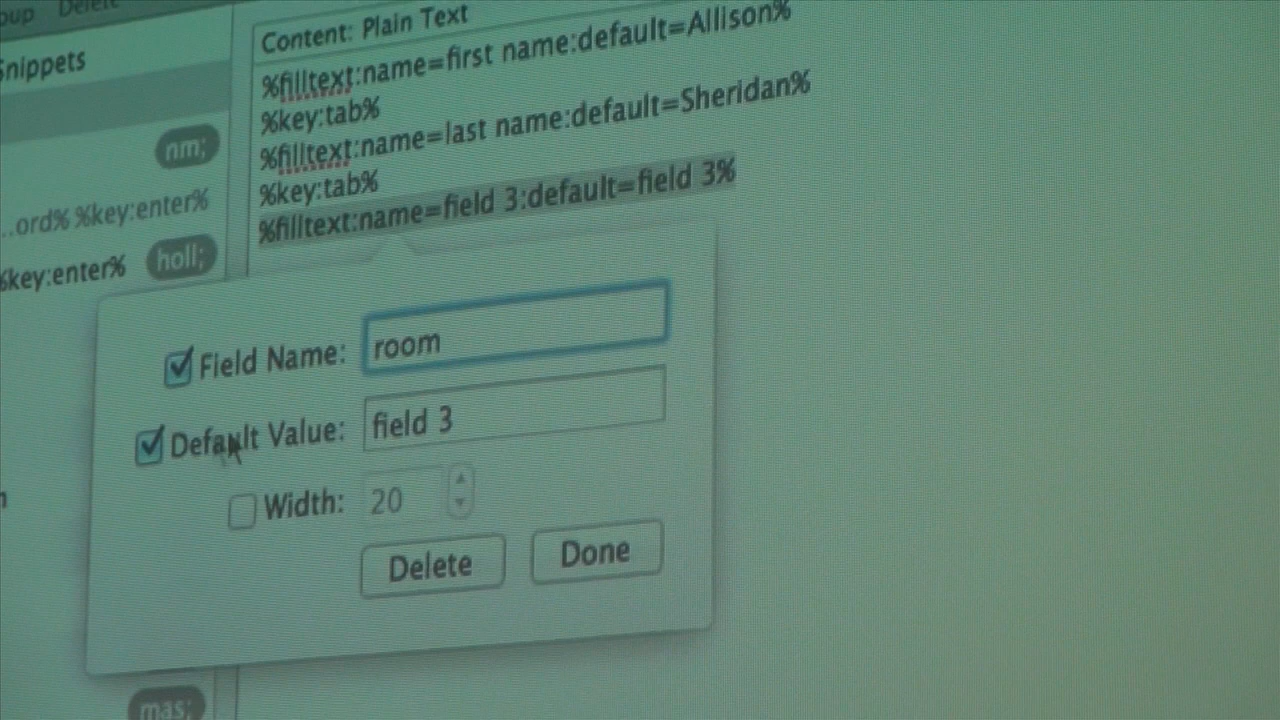 oup Delete
Snippets
nm;
...ord% %key:enter%
%key:enter% holl;
mas;
Content: Plain Text
%filltext:name=first name:default=Allison%
%key:tab%
%filltext:name=last name:default=Sheridan%
%key:tab%
%filltext:name=field 3:default=field 3%
Field Name: room
Default Value: field 3
Width: 20
Delete Done